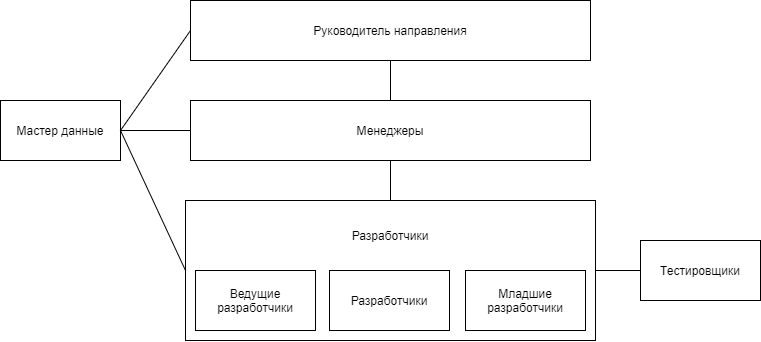 Руководитель направления
Мастер данные
Менеджеры
Разработчики
Ведущие
разработчики
Разработчики
Младшие
разработчики
Тестировщики